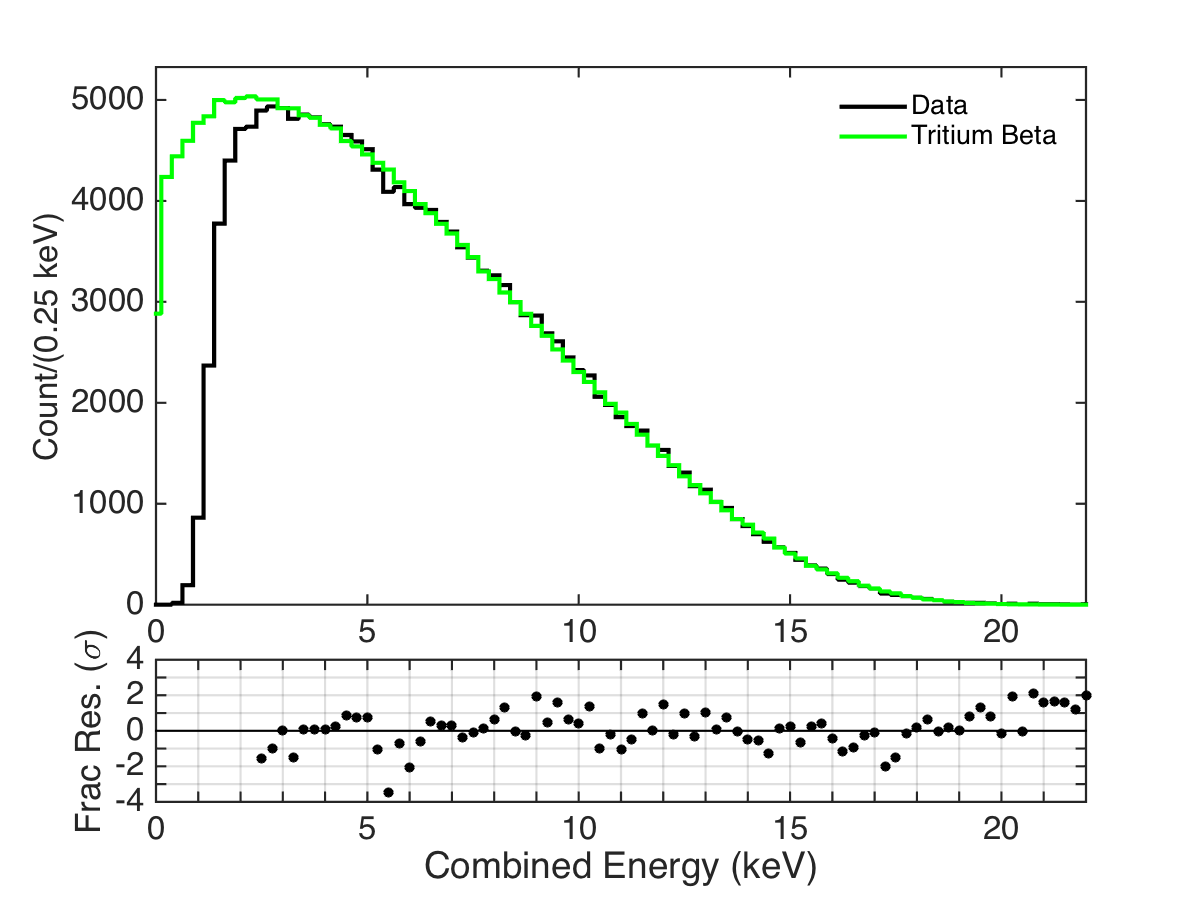 Count/(0.25 keV)
5000
4000
3000
2000
1000
0
Data
Tritium Beta
0 5 10 15 20
Frac Res. (σ)
4
2
0
-2
-4
0 5 10 15 20
Combined Energy (keV)